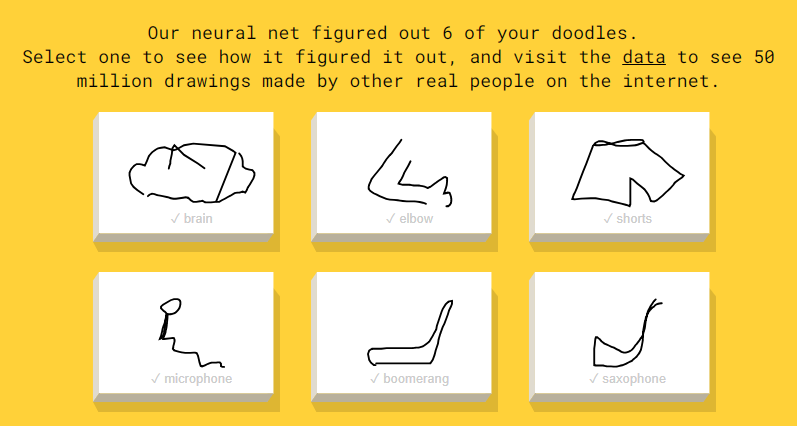 Our neural net figured out 6 of your doodles.
Select one to see how it figured it out, and visit the data to see 50
million drawings made by other real people on the internet.
✓ brain
✓ elbow
✓ shorts
✓ microphone
✓ boomerang
✓ saxophone